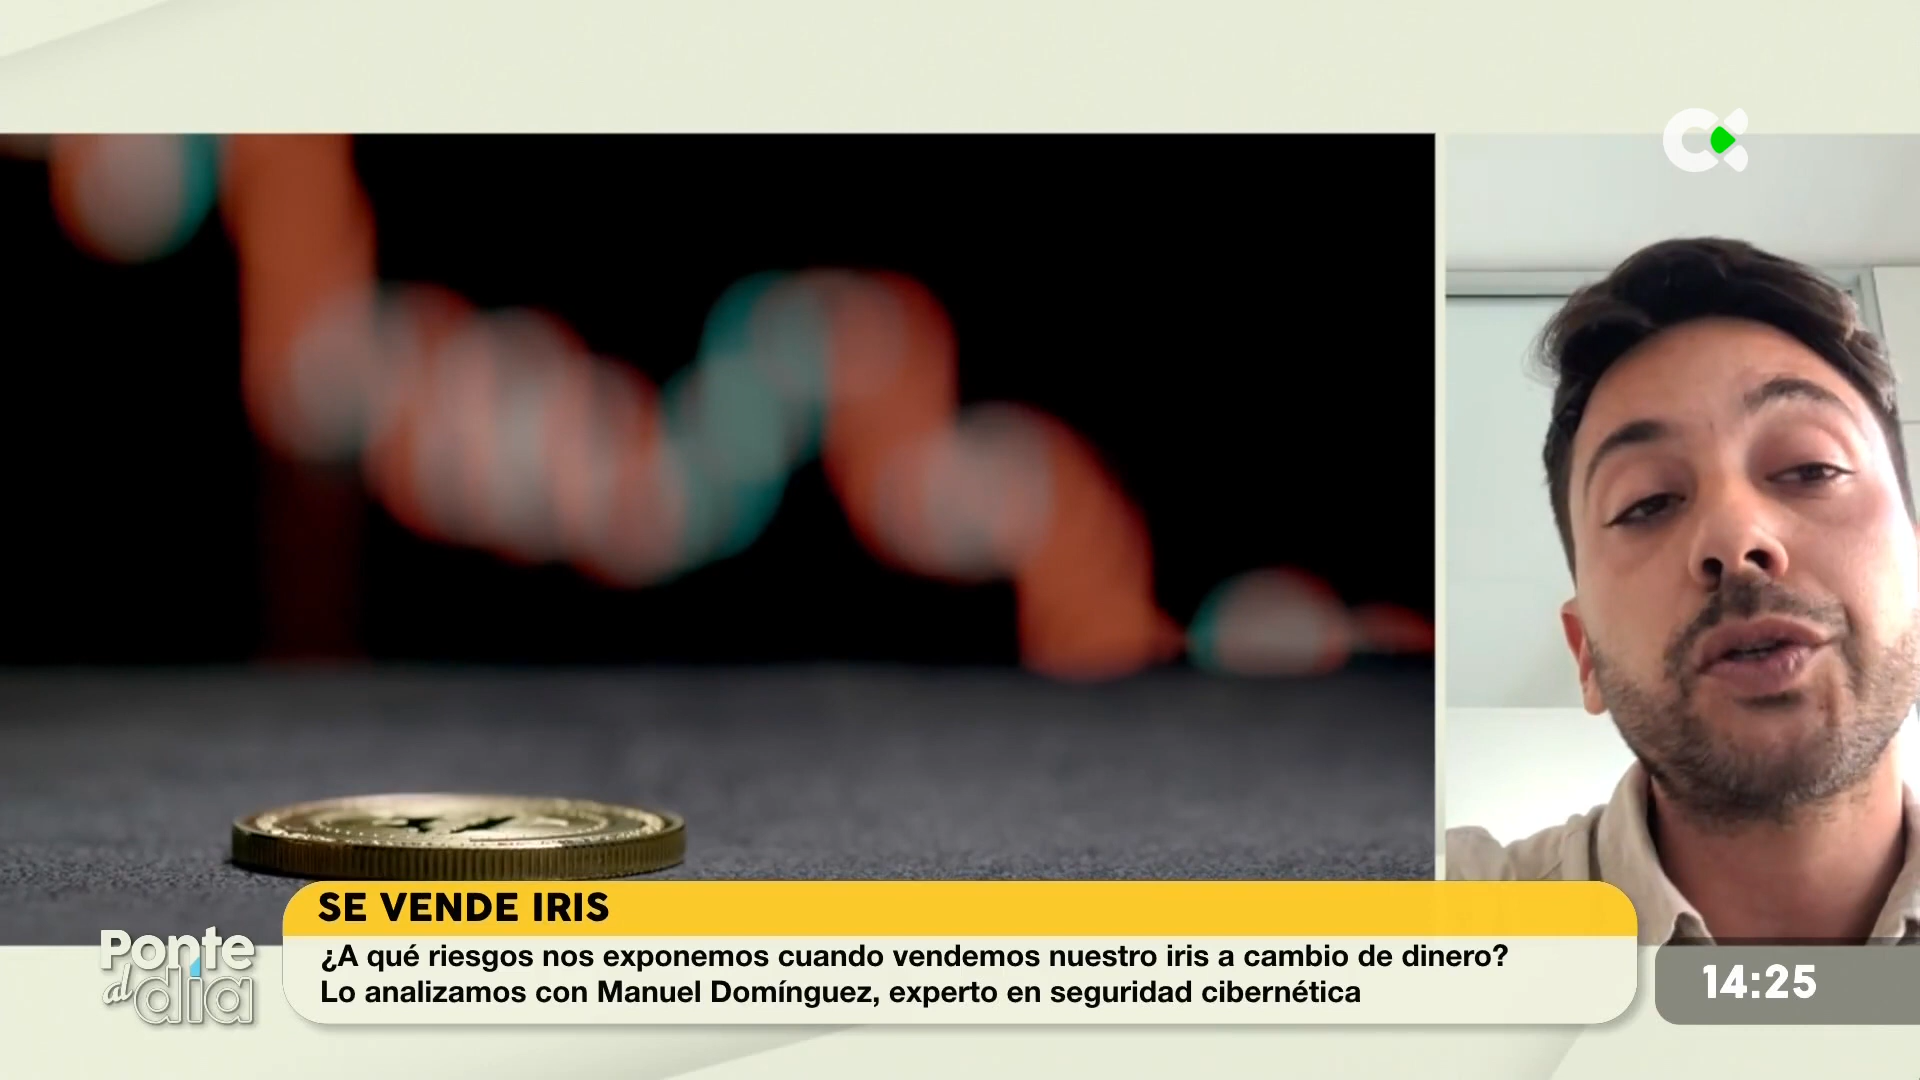 SE VENDE IRIS
¿A qué riesgos nos exponemos cuando vendemos nuestro iris a cambio de dinero?
Lo analizamos con Manuel Domínguez, experto en seguridad cibernética
Ponte
al día
14:25